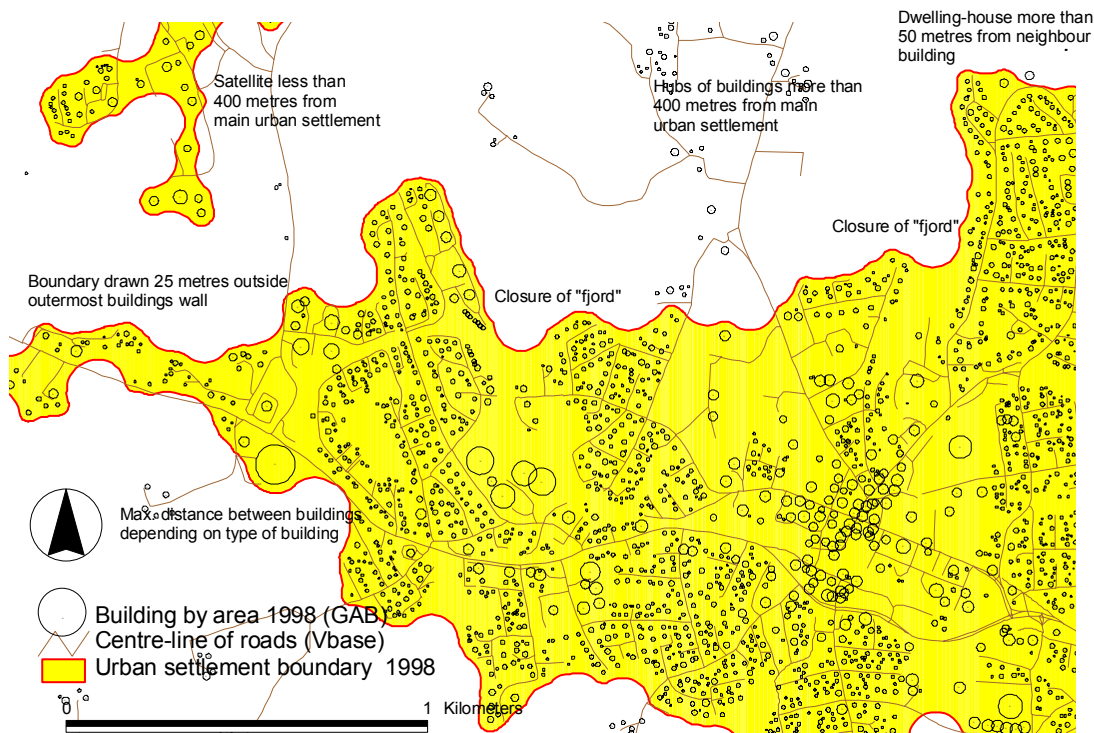 Dwelling-house more than
50 metres from neighbour
building
Satellite less than
400 metres from
main urban settlement
Hubs of buildings more than
400 metres from main
urban settlement
Closure of "fjord"
Boundary drawn 25 metres outside
outermost buildings wall
Closure of "fjord"
Max. distance between buildings
depending on type of building
Building by area 1998 (GAB)
Centre-line of roads (Vbase)
Urban settlement boundary 1998
0 1 Kilometers